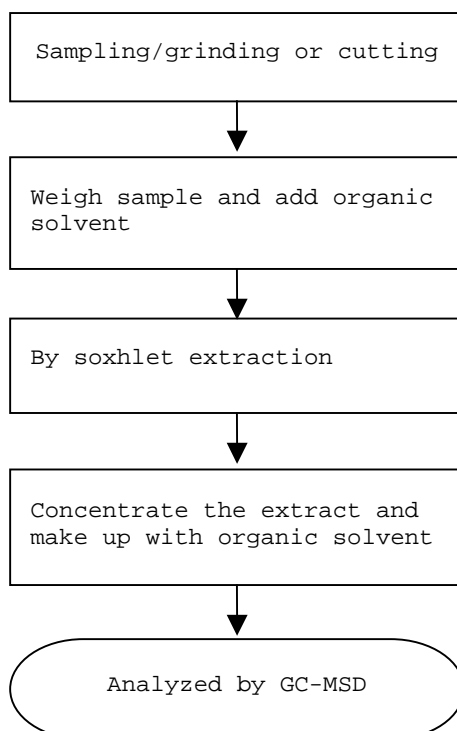 Sampling/grinding or cutting
Weigh sample and add organic
solvent
By soxhlet extraction
Concentrate the extract and
make up with organic solvent
Analyzed by GC-MSD